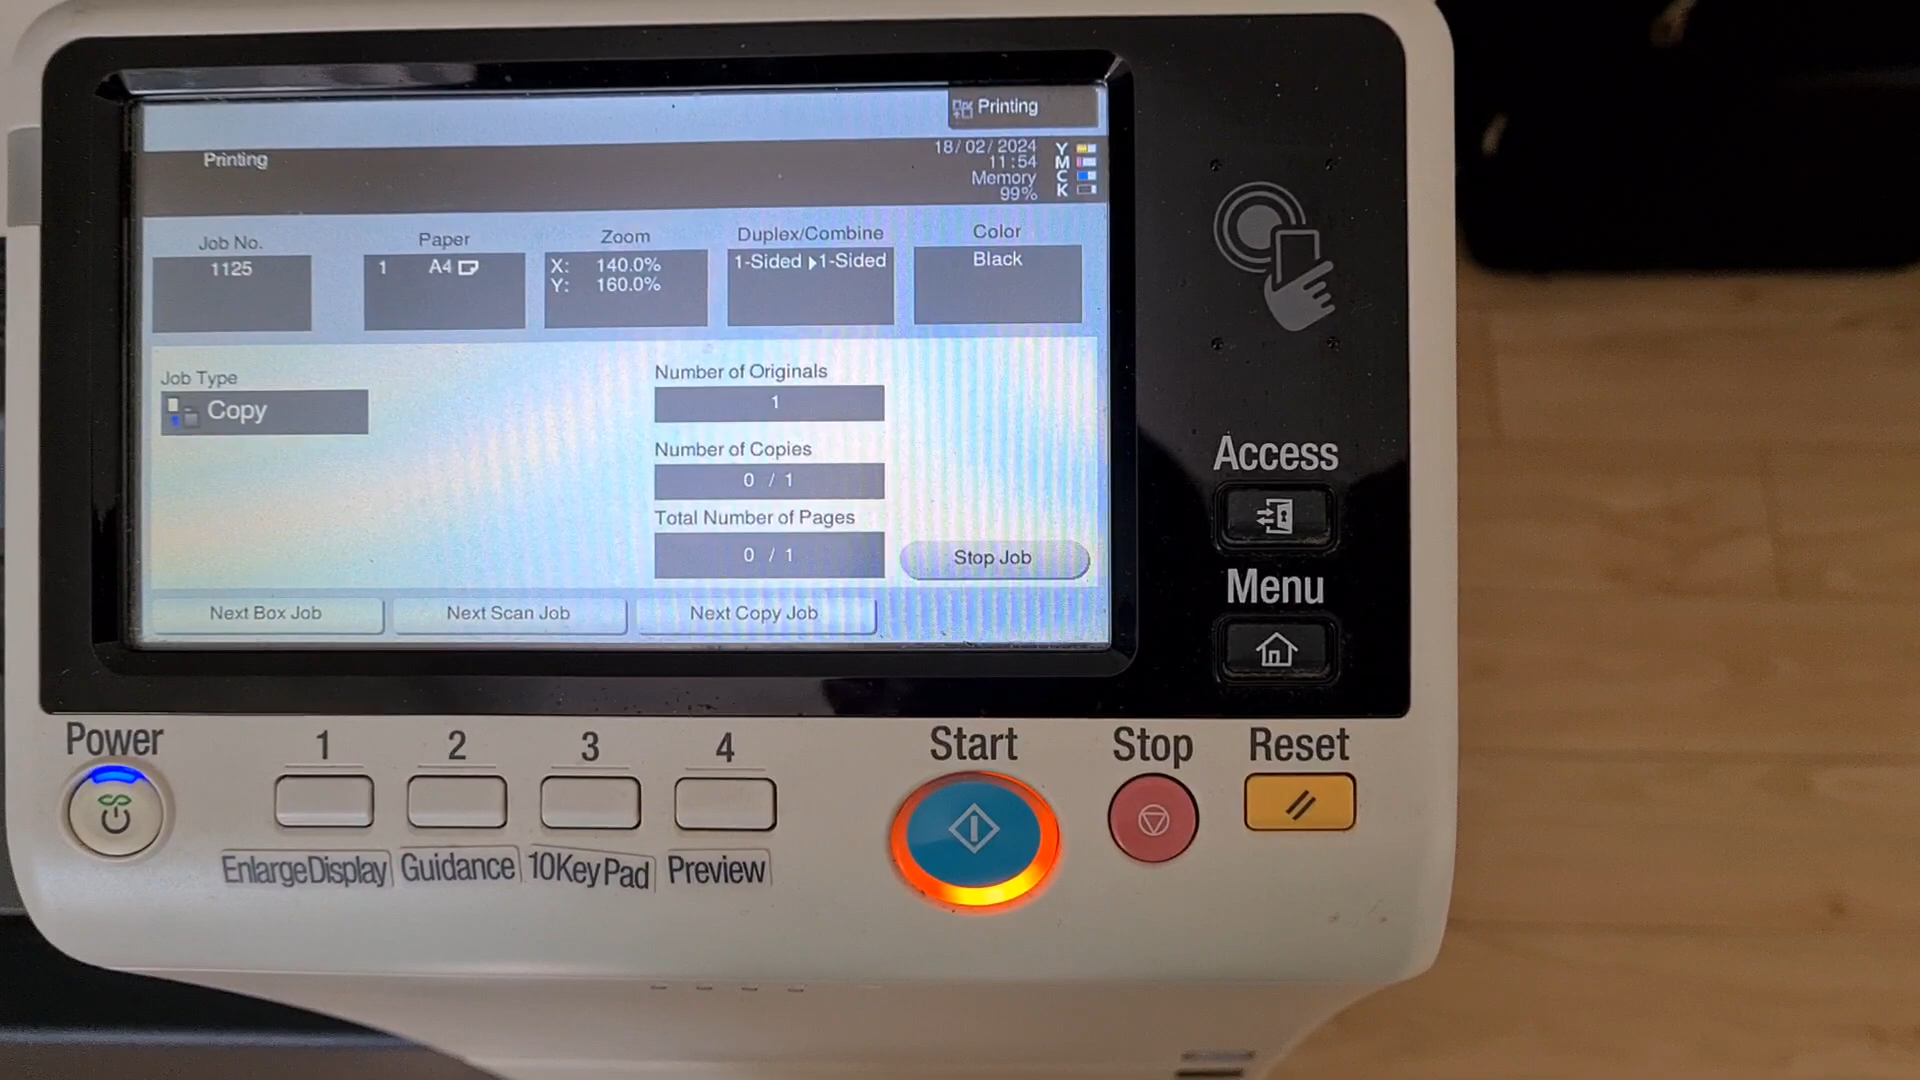 Printing
Printing
18/02/2024
11:54
Memory
99%
Y
M
C
K
Job No.
1125
Paper
1 A4
Zoom
X: 140.0%
Y: 160.0%
Duplex/Combine
1-Sided ▶1-Sided
Color
Black
Job Type
Copy
Number of Originals
1
Number of Copies
0 / 1
Total Number of Pages
0 / 1
Stop Job
Next Box Job
Next Scan Job
Next Copy Job
Access
Menu
Power
1
2
3
4
Start
Stop
Reset
EnlargeDisplay
Guidance
10KeyPad
Preview